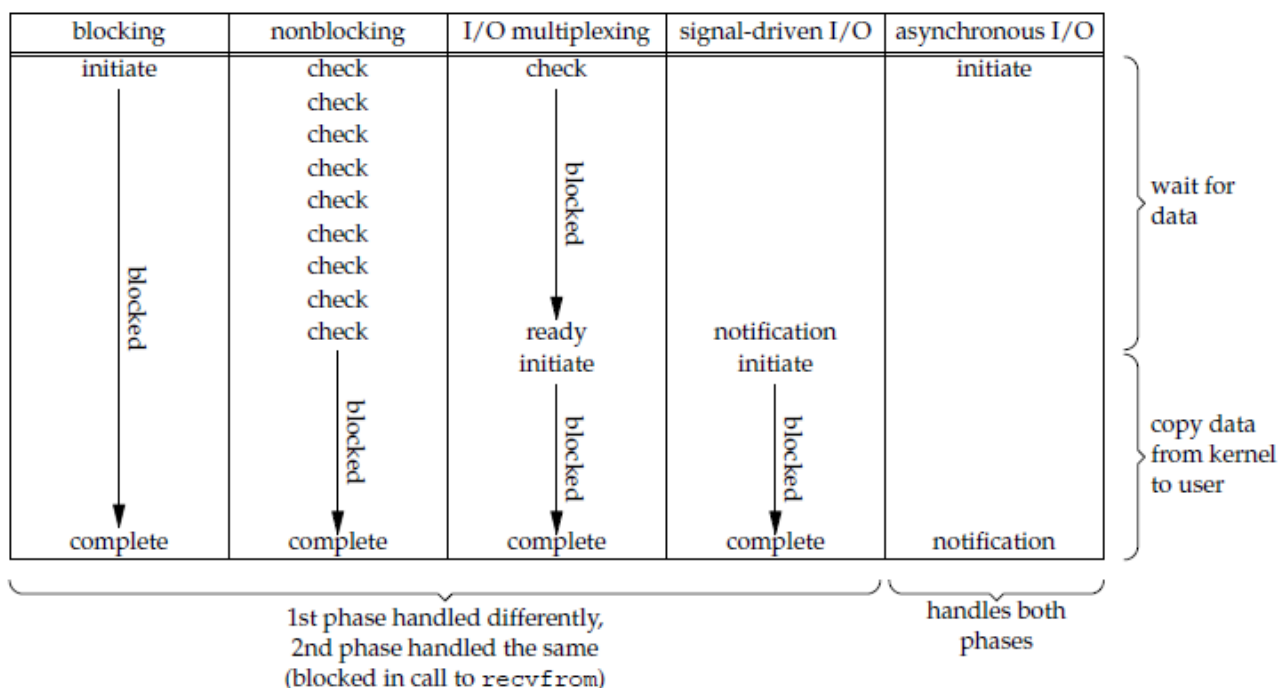 blocking nonblocking I/O multiplexing signal-driven I/O asynchronous I/O
initiate check check initiate
check
check
check
check
check
check
check
check ready notification
initiate initiate
blocked
blocked
blocked
blocked
blocked
complete complete complete complete notification
wait for
data
copy data
from kernel
to user
1st phase handled differently,
2nd phase handled the same
(blocked in call to recvfrom)
handles both
phases